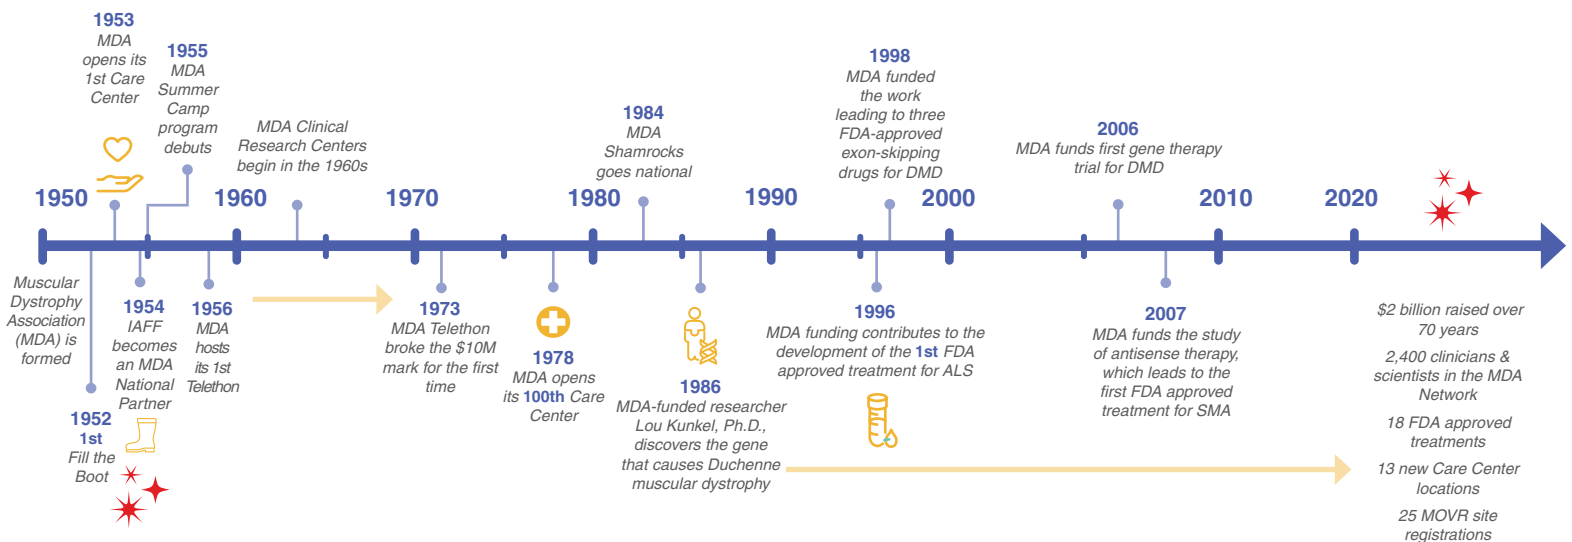 1953
MDA
opens its
1st Care
Center
1955
MDA
Summer
Camp
program
debuts
MDA Clinical
Research Centers
begin in the 1960s
1984
MDA
Shamrocks
goes national
1998
MDA funded
the work
leading to three
FDA-approved
exon-skipping
drugs for DMD
2006
MDA funds first gene therapy
trial for DMD
1950
1960
1970
1980
1990
2000
2010
2020
Muscular
Dystrophy
Association
(MDA) is
formed
1952
1st
Fill the
Boot
1954
IAFF
becomes
an MDA
National
Partner
1956
MDA
hosts
its 1st
Telethon
1973
MDA Telethon
broke the $10M
mark for the first
time
1978
MDA opens
its 100th Care
Center
1986
MDA-funded researcher
Lou Kunkel, Ph.D.,
discovers the gene
that causes Duchenne
muscular dystrophy
1996
MDA funding contributes to the
development of the 1st FDA
approved treatment for ALS
2007
MDA funds the study
of antisense therapy,
which leads to the
first FDA approved
treatment for SMA
$2 billion raised over
70 years
2,400 clinicians &
scientists in the MDA
Network
18 FDA approved
treatments
13 new Care Center
locations
25 MOVR site
registrations